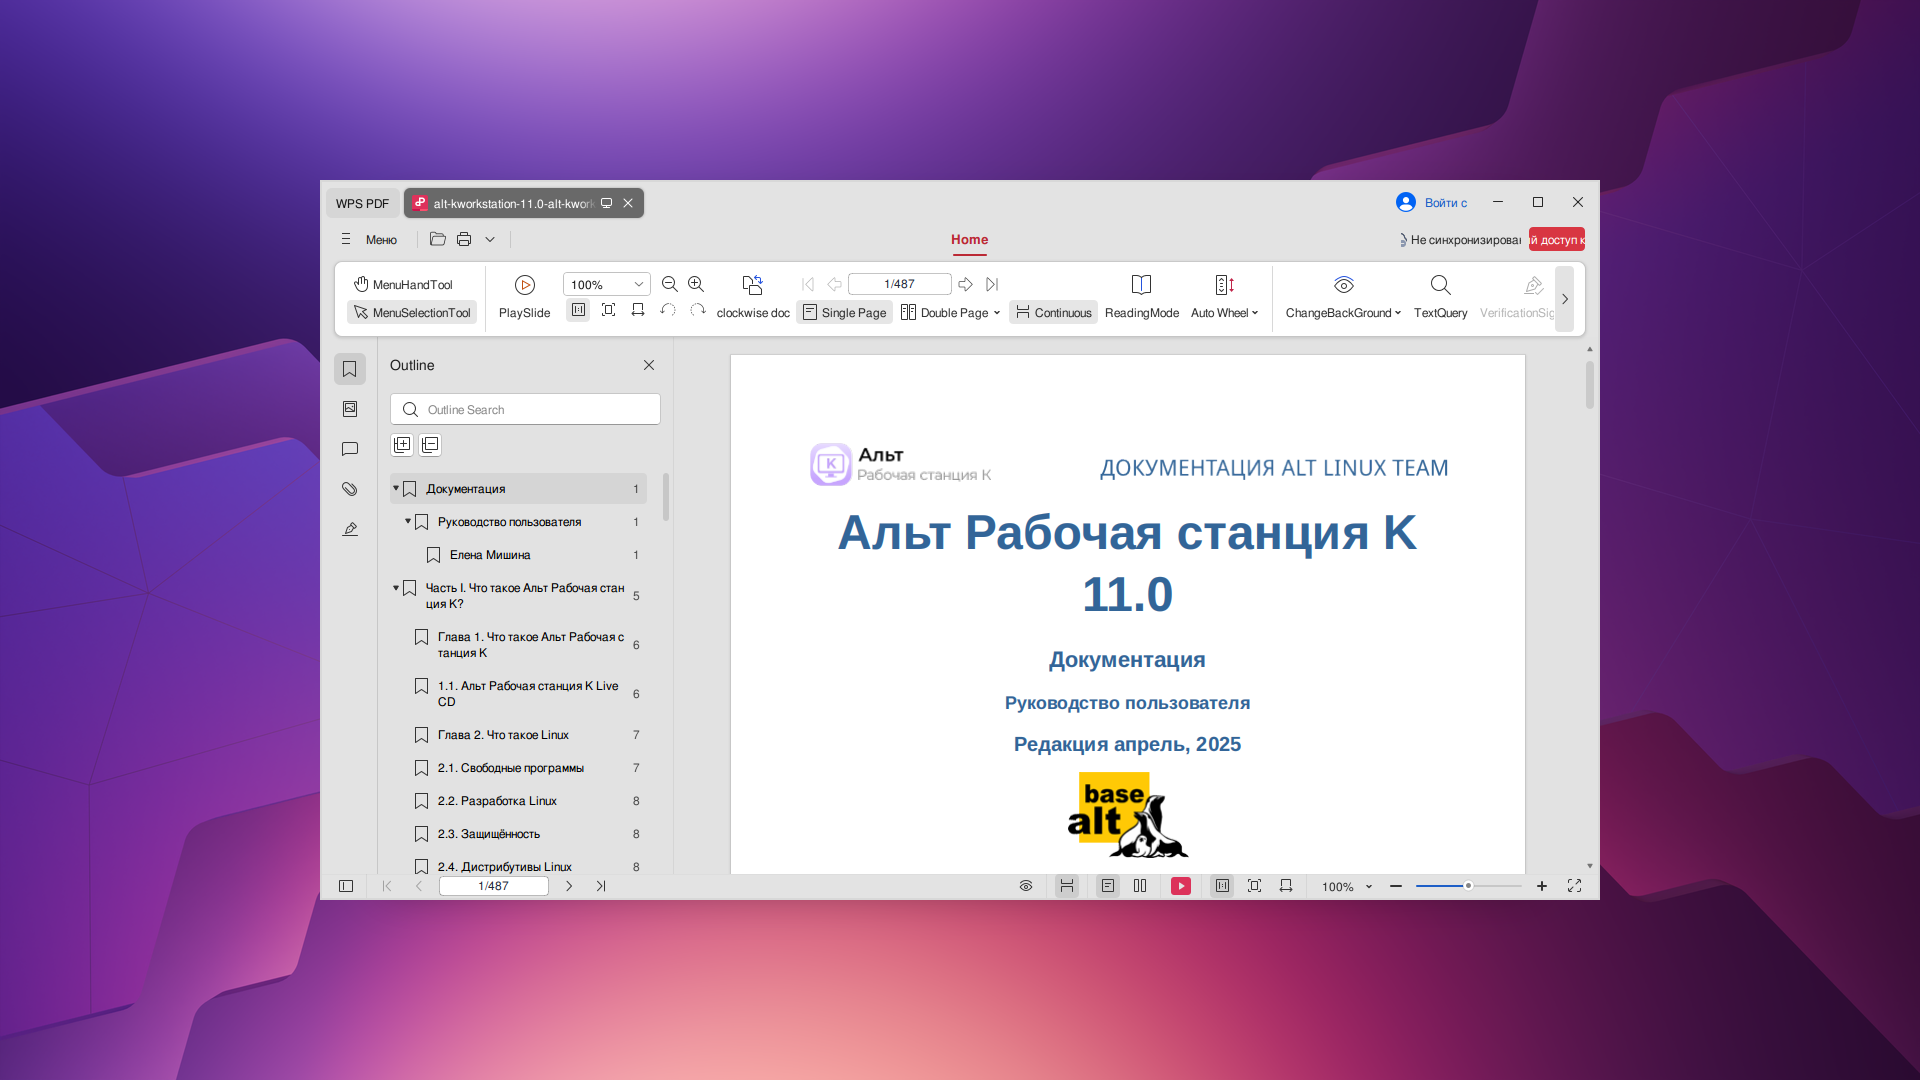 WPS PDF
alt-kworkstation-11.0-alt-kwork
Войти с
Меню
Home
Не синхронизирован
й доступ к
MenuHandTool
MenuSelectionTool
PlaySlide
100%
clockwise doc
1/487
Single Page
Double Page
Continuous
ReadingMode
Auto Wheel
ChangeBackGround
TextQuery
VerificationSig
Outline
Outline Search
Документация 1
Руководство пользователя 1
Елена Мишина 1
Часть I. Что такое Альт Рабочая стан
ция K? 5
Глава 1. Что такое Альт Рабочая с
танция K 6
1.1. Альт Рабочая станция K Live
CD 6
Глава 2. Что такое Linux 7
2.1. Свободные программы 7
2.2. Разработка Linux 8
2.3. Защищённость 8
2.4. Дистрибутивы Linux 8
Альт
Рабочая станция K
ДОКУМЕНТАЦИЯ ALT LINUX TEAM
Альт Рабочая станция K
11.0
Документация
Руководство пользователя
Редакция апрель, 2025
base
alt
1/487
100%